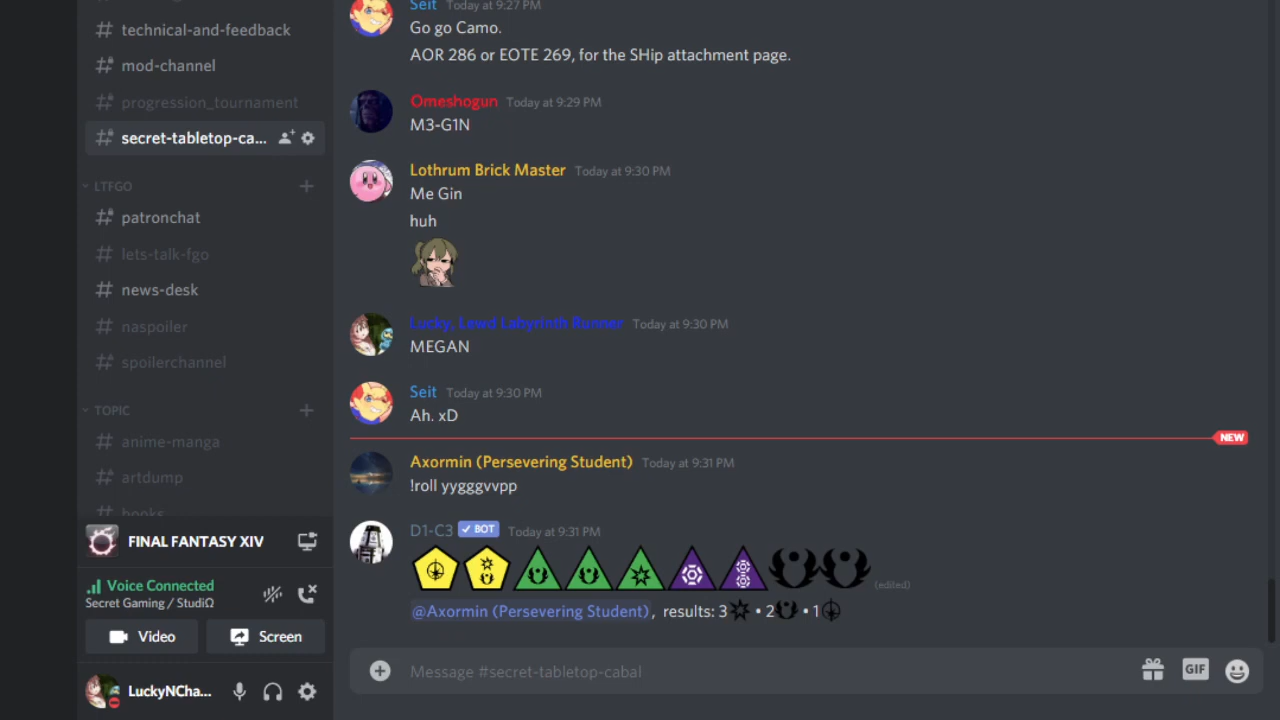 technical-and-feedback
mod-channel
progression_tournament
secret-tabletop-ca...
LTFGO
patronchat
lets-talk-fgo
news-desk
naspoiler
spoilerchannel
TOPIC
anime-manga
artdump
books
FINAL FANTASY XIV
Voice Connected
Secret Gaming / StudiΩ
Video
Screen
LuckyNCha...
Seit Today at 9:27 PM
Go go Camo.
AOR 286 or EOTE 269, for the SHip attachment page.
Omeshogun Today at 9:29 PM
M3-G1N
Lothrum Brick Master Today at 9:30 PM
Me Gin
huh
Lucky, Lewd Labyrinth Runner Today at 9:30 PM
MEGAN
Seit Today at 9:30 PM
Ah. xD
NEW
Axormin (Persevering Student) Today at 9:31 PM
!roll yygggvvpp
D1-C3 BOT Today at 9:31 PM
(edited)
@Axormin (Persevering Student), results: 3 • 2 • 1
Message #secret-tabletop-cabal
GIF